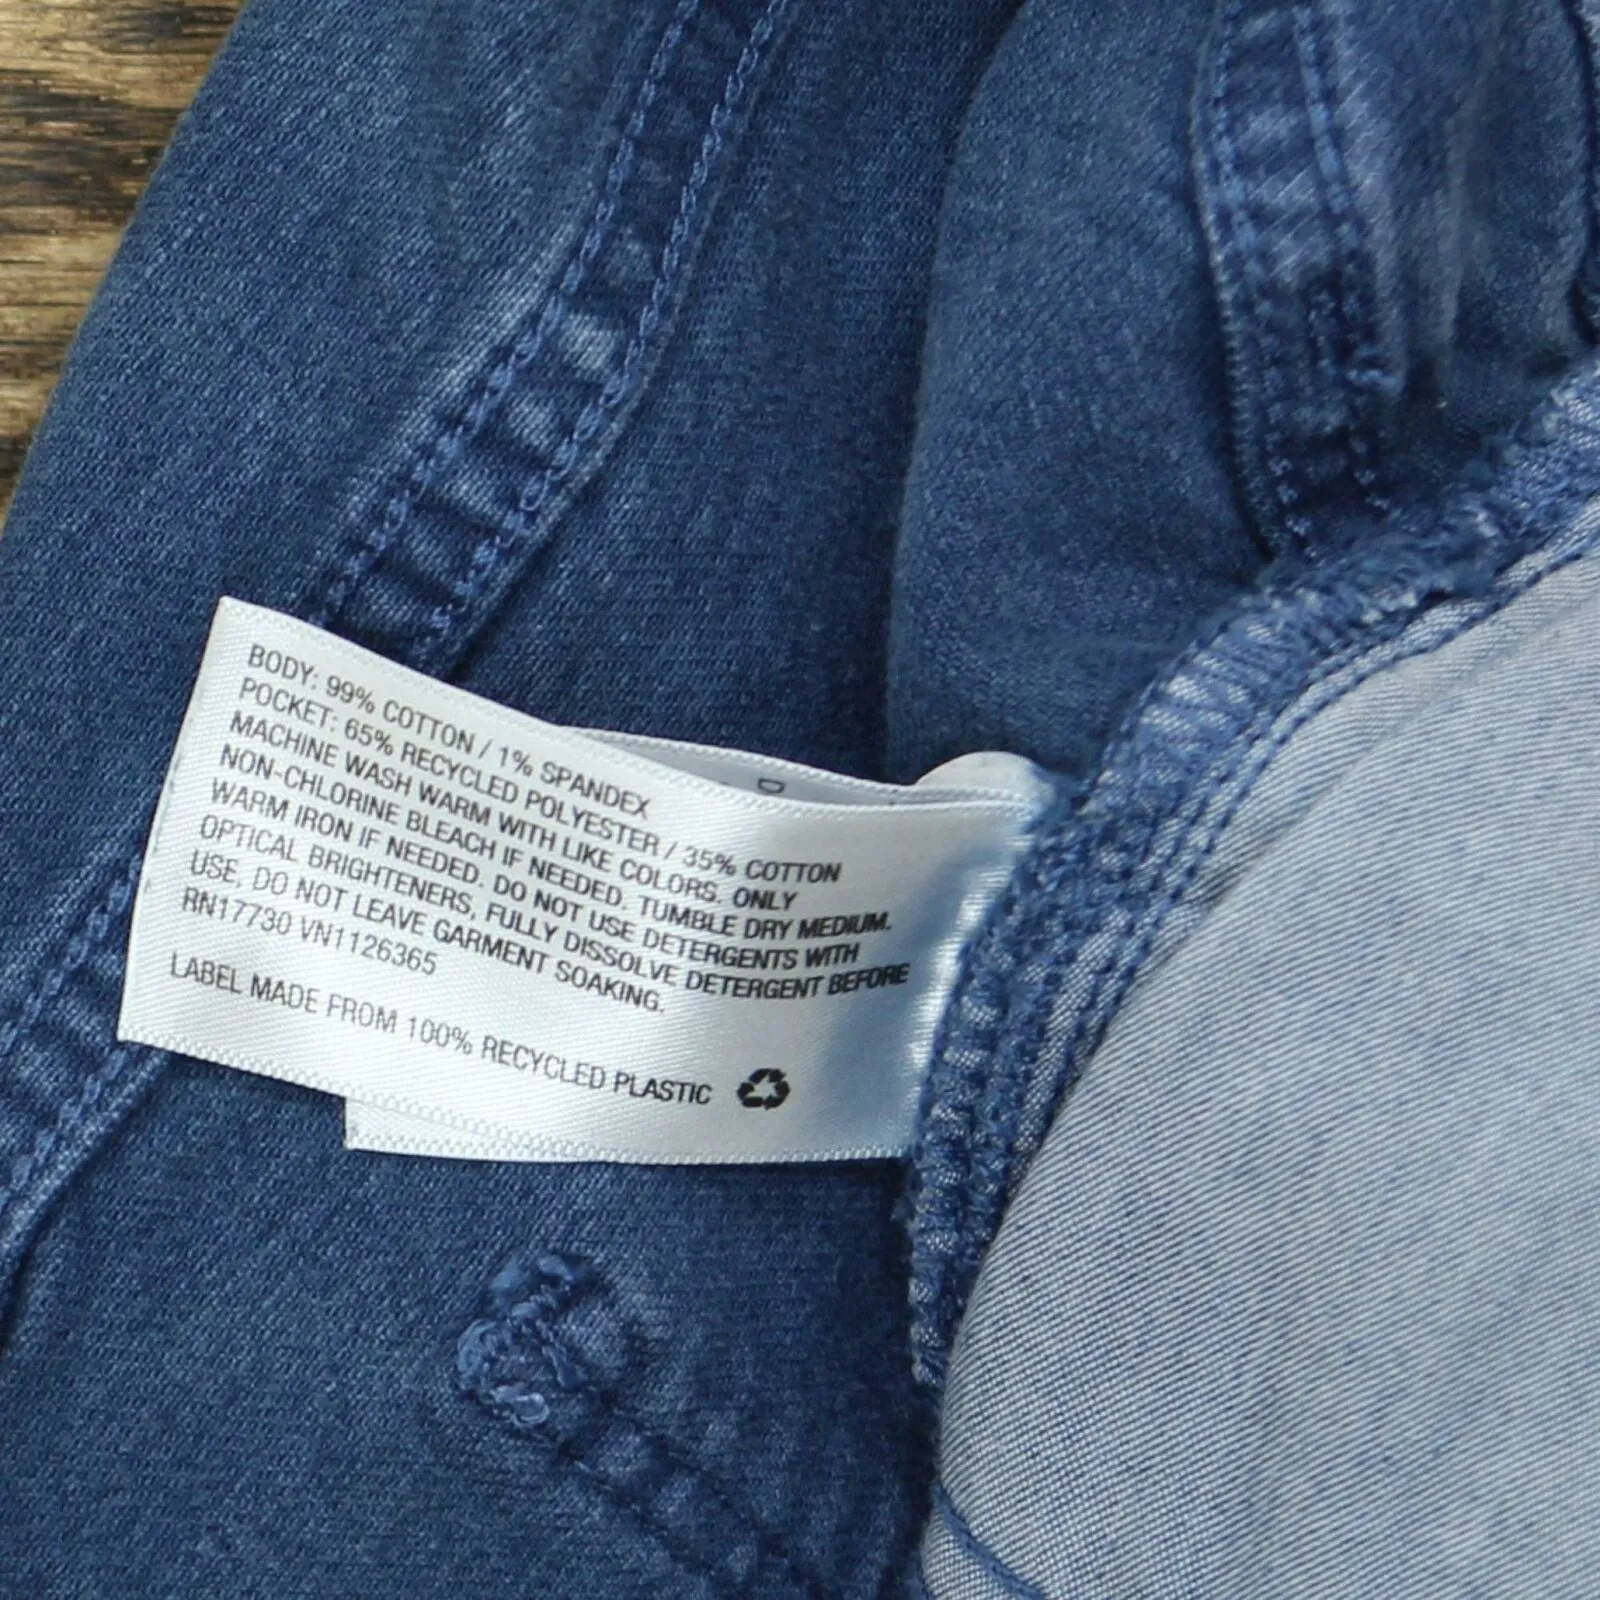 BODY: 99% COTTON / 1% SPANDEX
POCKET: 65% RECYCLED POLYESTER / 35% COTTON
MACHINE WASH WARM WITH LIKE COLORS. ONLY
NON-CHLORINE BLEACH IF NEEDED. TUMBLE DRY MEDIUM.
WARM IRON IF NEEDED. DO NOT USE DETERGENTS WITH
OPTICAL BRIGHTENERS, FULLY DISSOLVE DETERGENT BEFORE
USE, DO NOT LEAVE GARMENT SOAKING.
RN17730 VN1126365
LABEL MADE FROM 100% RECYCLED PLASTIC